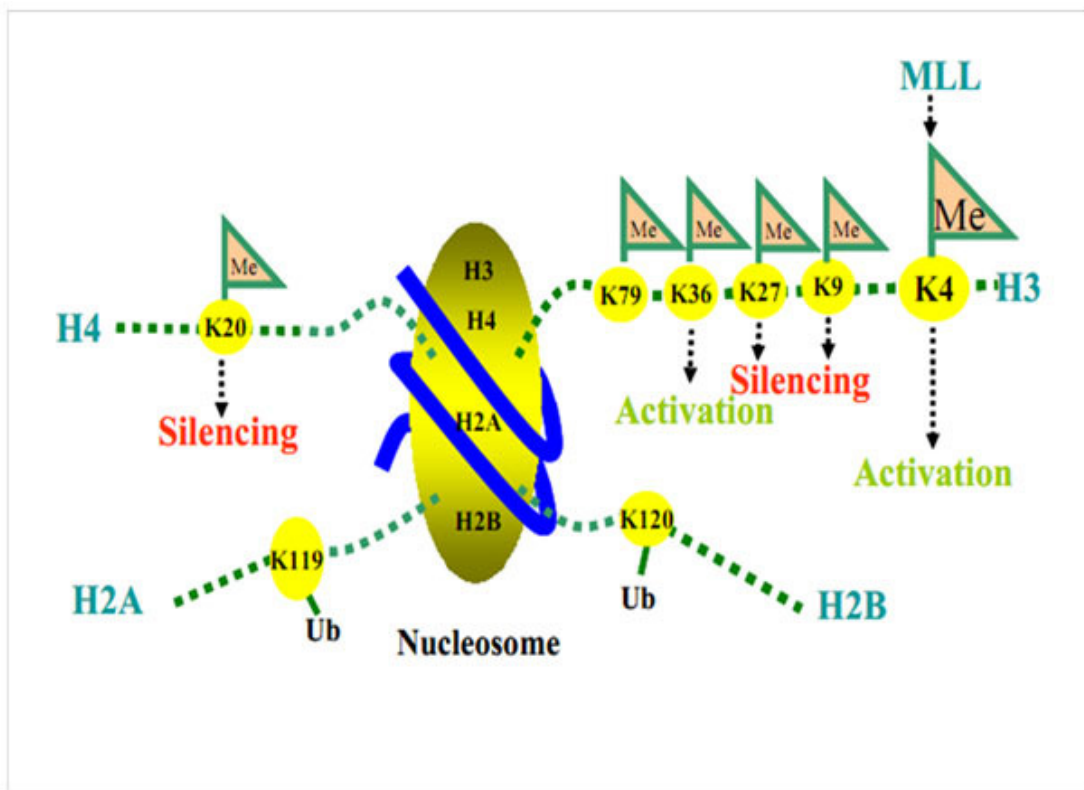 MLL
Me Me Me Me Me
Me
H3
K79 K36 K27 K9 K4 H3
H4
H4 K20
Silencing
Activation
Silencing
H2A
Activation
H2B
K120
K119
Ub
H2A
H2B
Ub
Nucleosome